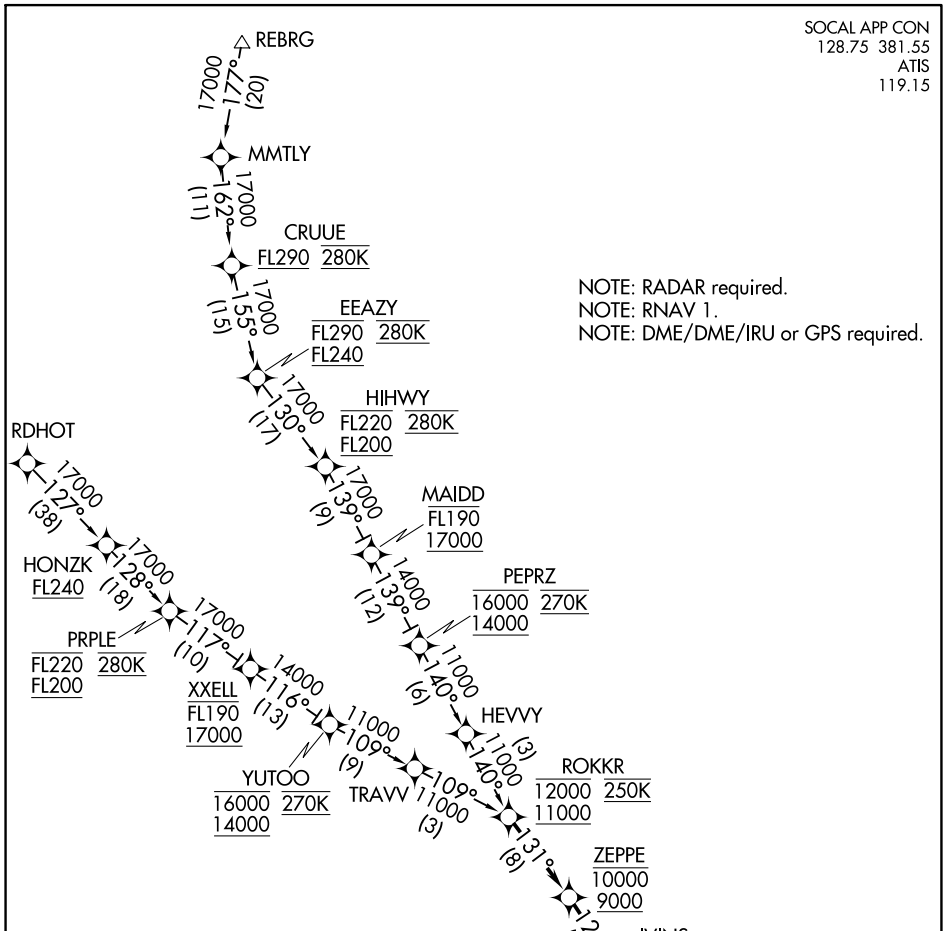 SOCAL APP CON
128.75 381.55
ATIS
119.15
REBRG
17000
177°
(20)
MMTLY
17000
162°
(11)
CRUUE
FL290 280K
17000
155°
(15)
EEAZY
FL290 280K
FL240
NOTE: RADAR required.
NOTE: RNAV 1.
NOTE: DME/DME/IRU or GPS required.
17000
130°
(17)
HIHWY
FL220 280K
FL200
17000
139°
(9)
MAIDD
FL190
17000
14000
139°
(12)
PEPRZ
16000 270K
14000
11000
140°
(6)
HEVVY
(3)
11000
140°
ROKKR
12000 250K
11000
RDHOT
17000
127°
(38)
HONZK
FL240
17000
128°
(18)
PRPLE
FL220 280K
FL200
17000
117°
(10)
XXELL
FL190
17000
14000
116°
(13)
YUTOO
16000 270K
14000
11000
109°
(9)
TRAVV
109°
11000
(3)
131°
(8)
ZEPPE
10000
9000